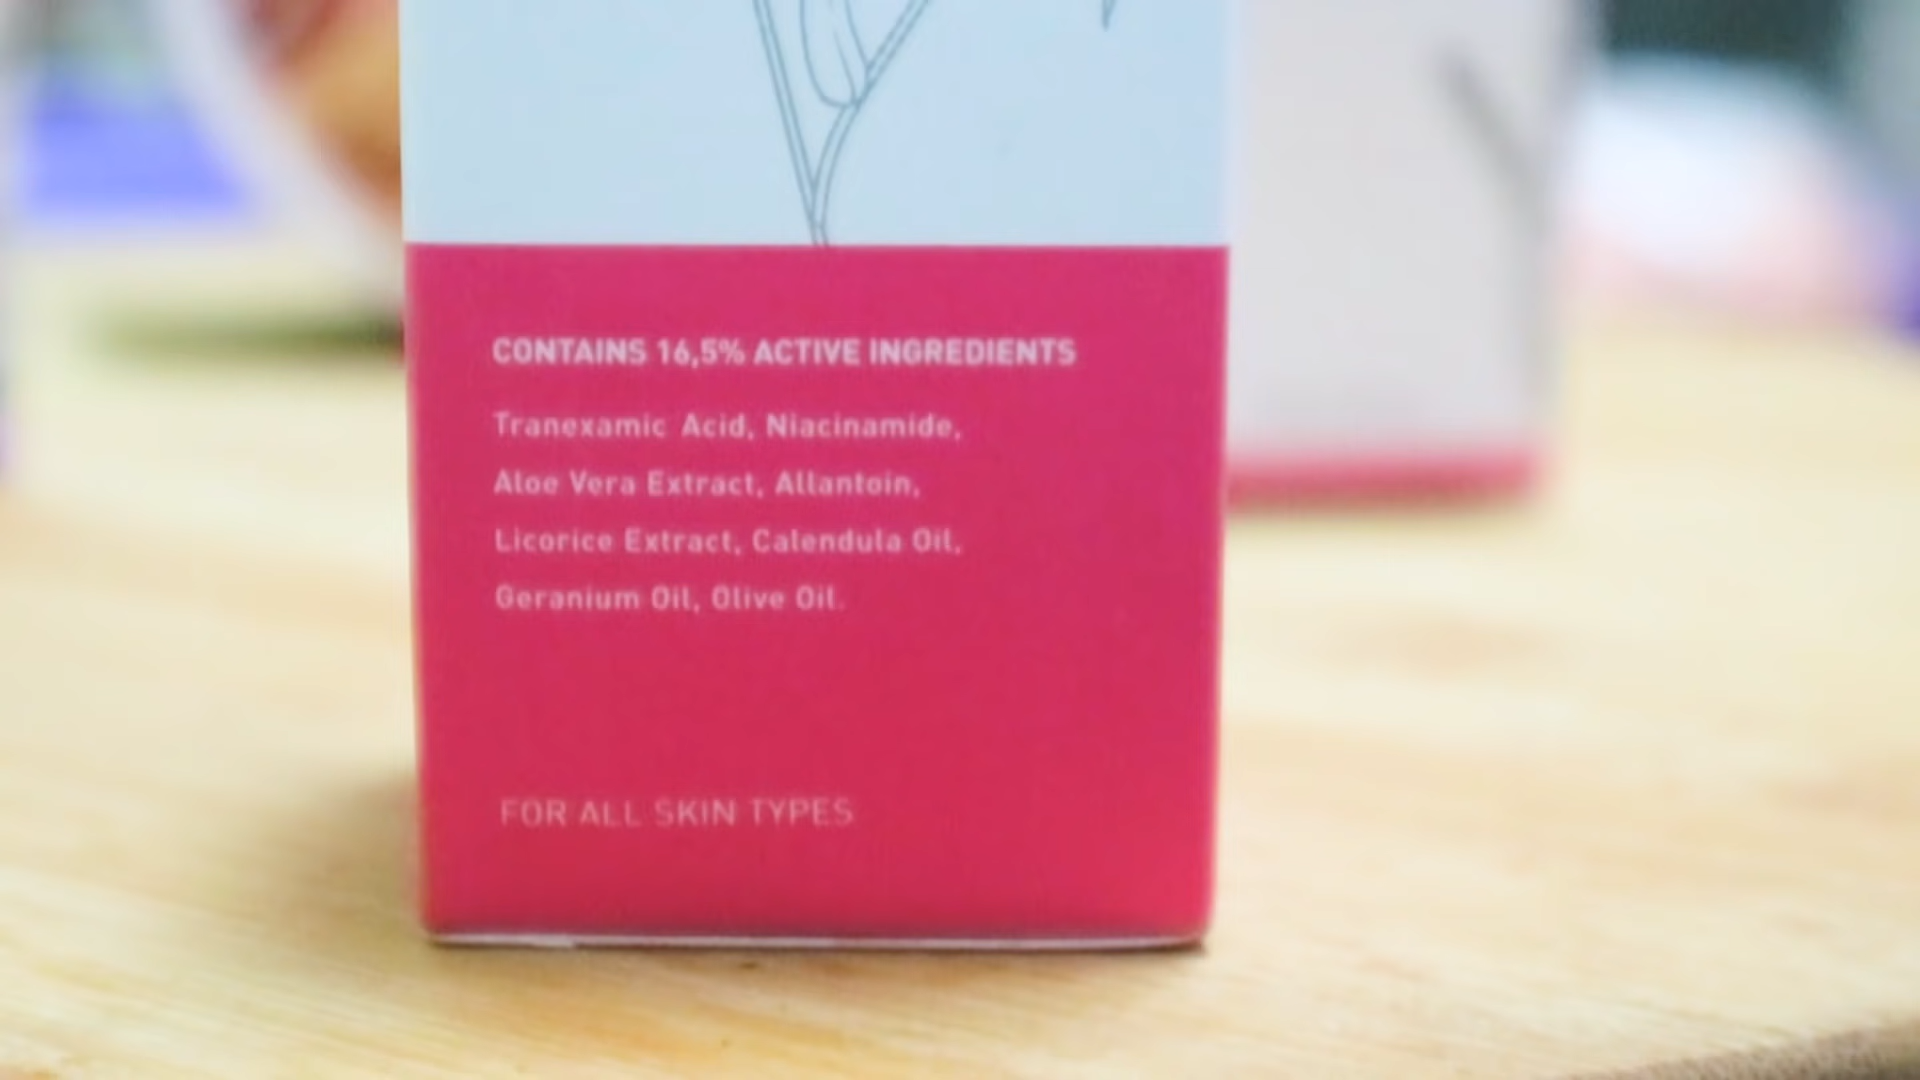 CONTAINS 16,5% ACTIVE INGREDIENTS
Tranexamic Acid, Niacinamide,
Aloe Vera Extract, Allantoin,
Licorice Extract, Calendula Oil,
Geranium Oil, Olive Oil.
FOR ALL SKIN TYPES